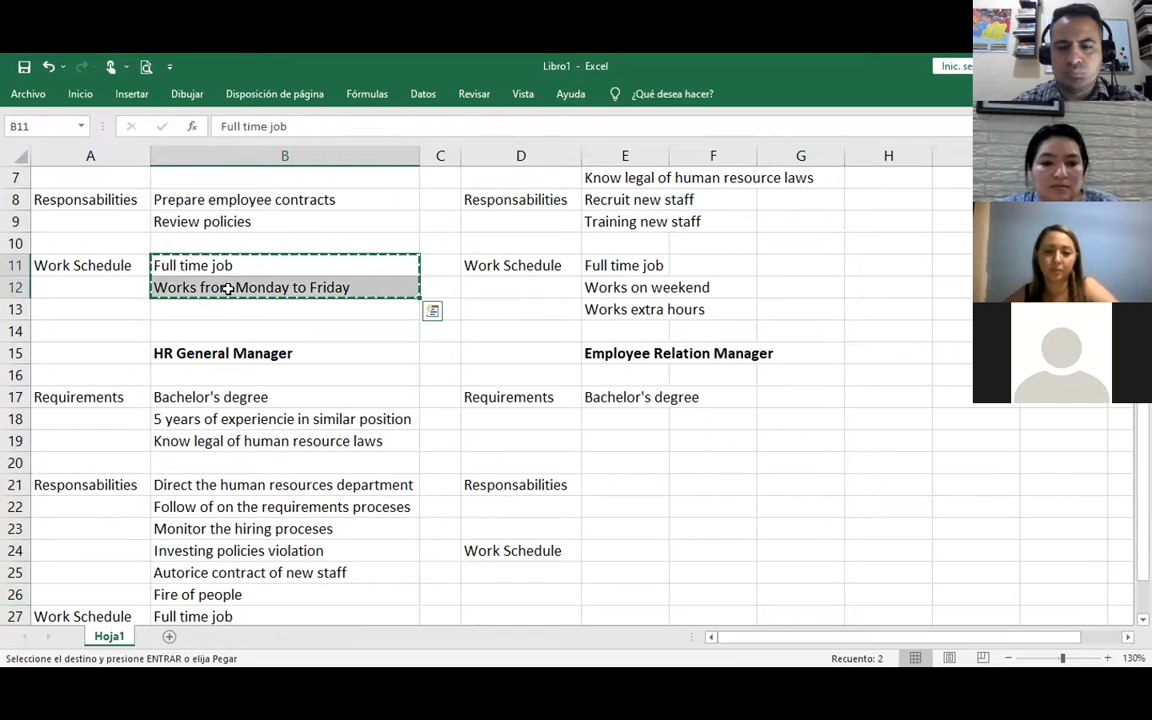 Libro1 - Excel
Inic. se
Archivo Inicio Insertar Dibujar Disposición de página Fórmulas Datos Revisar Vista Ayuda ¿Qué desea hacer?
B11 fx Full time job
A B C D E F G H
7 Know legal of human resource laws
8 Responsabilities Prepare employee contracts Responsabilities Recruit new staff
9 Review policies Training new staff
10
11 Work Schedule Full time job Work Schedule Full time job
12 Works from Monday to Friday Works on weekend
13 Works extra hours
14
15 HR General Manager Employee Relation Manager
16
17 Requirements Bachelor's degree Requirements Bachelor's degree
18 5 years of experiencie in similar position
19 Know legal of human resource laws
20
21 Responsabilities Direct the human resources department Responsabilities
22 Follow of on the requirements proceses
23 Monitor the hiring proceses
24 Investing policies violation Work Schedule
25 Autorice contract of new staff
26 Fire of people
27 Work Schedule Full time job
Hoja1
Seleccione el destino y presione ENTRAR o elija Pegar Recuento: 2 130%